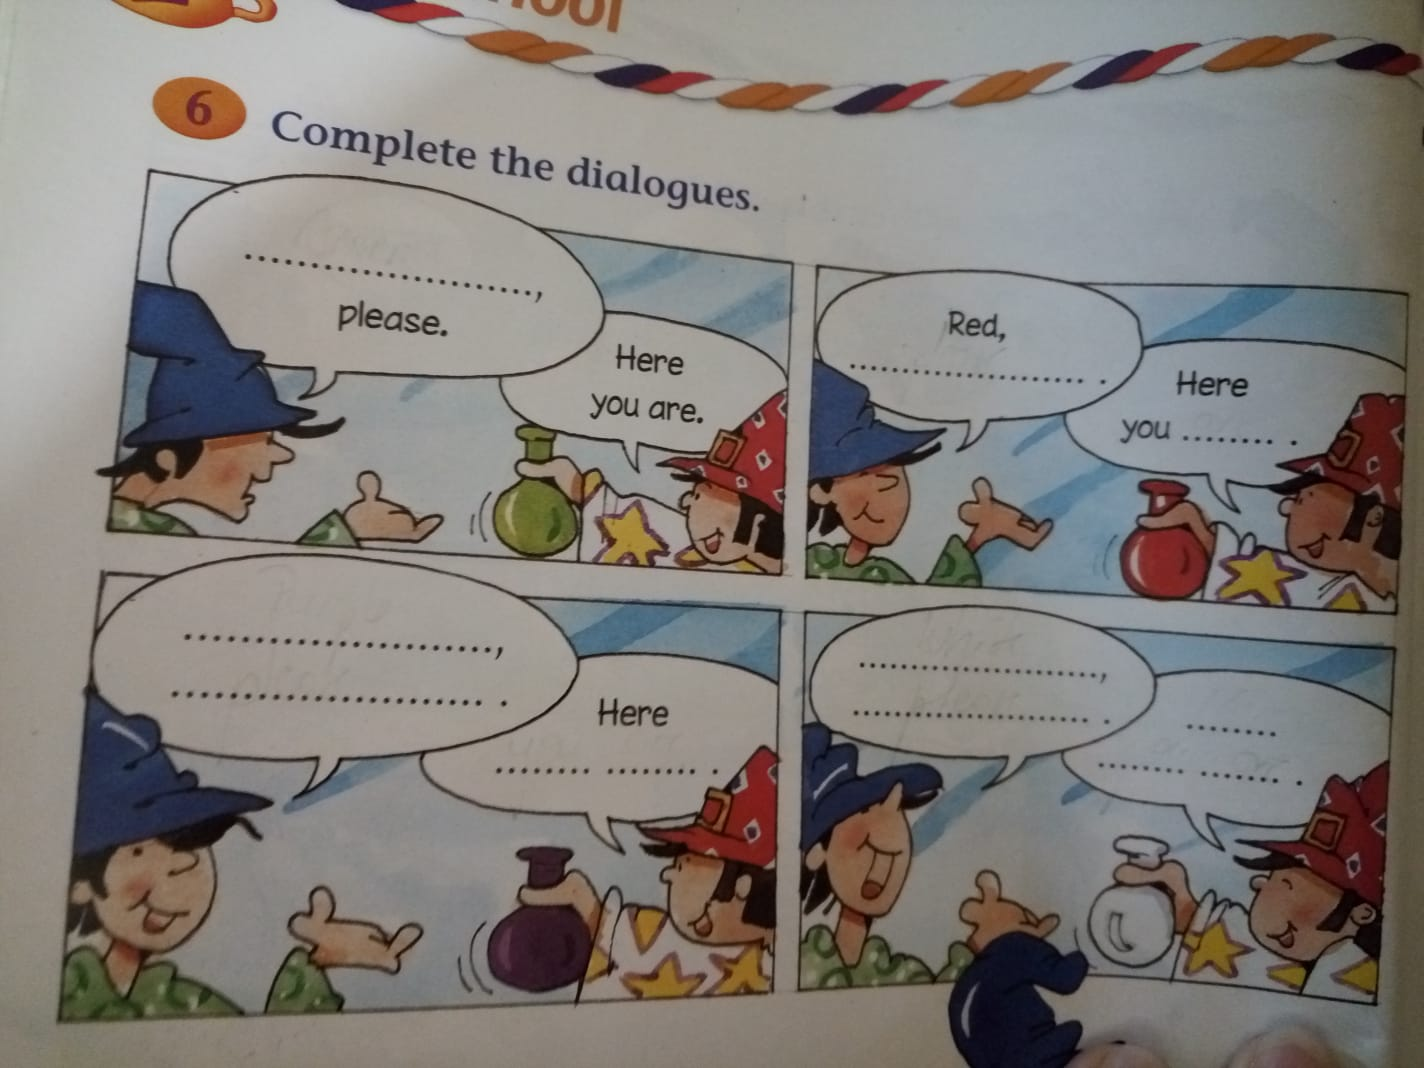 6 Complete the dialogues.
....................,
please.
Here
you are.
Red,
.................... .
Here
you ........ .
....................,
.................... .
Here
........ ........ .
....................,
.................... .
........
........ ....... .